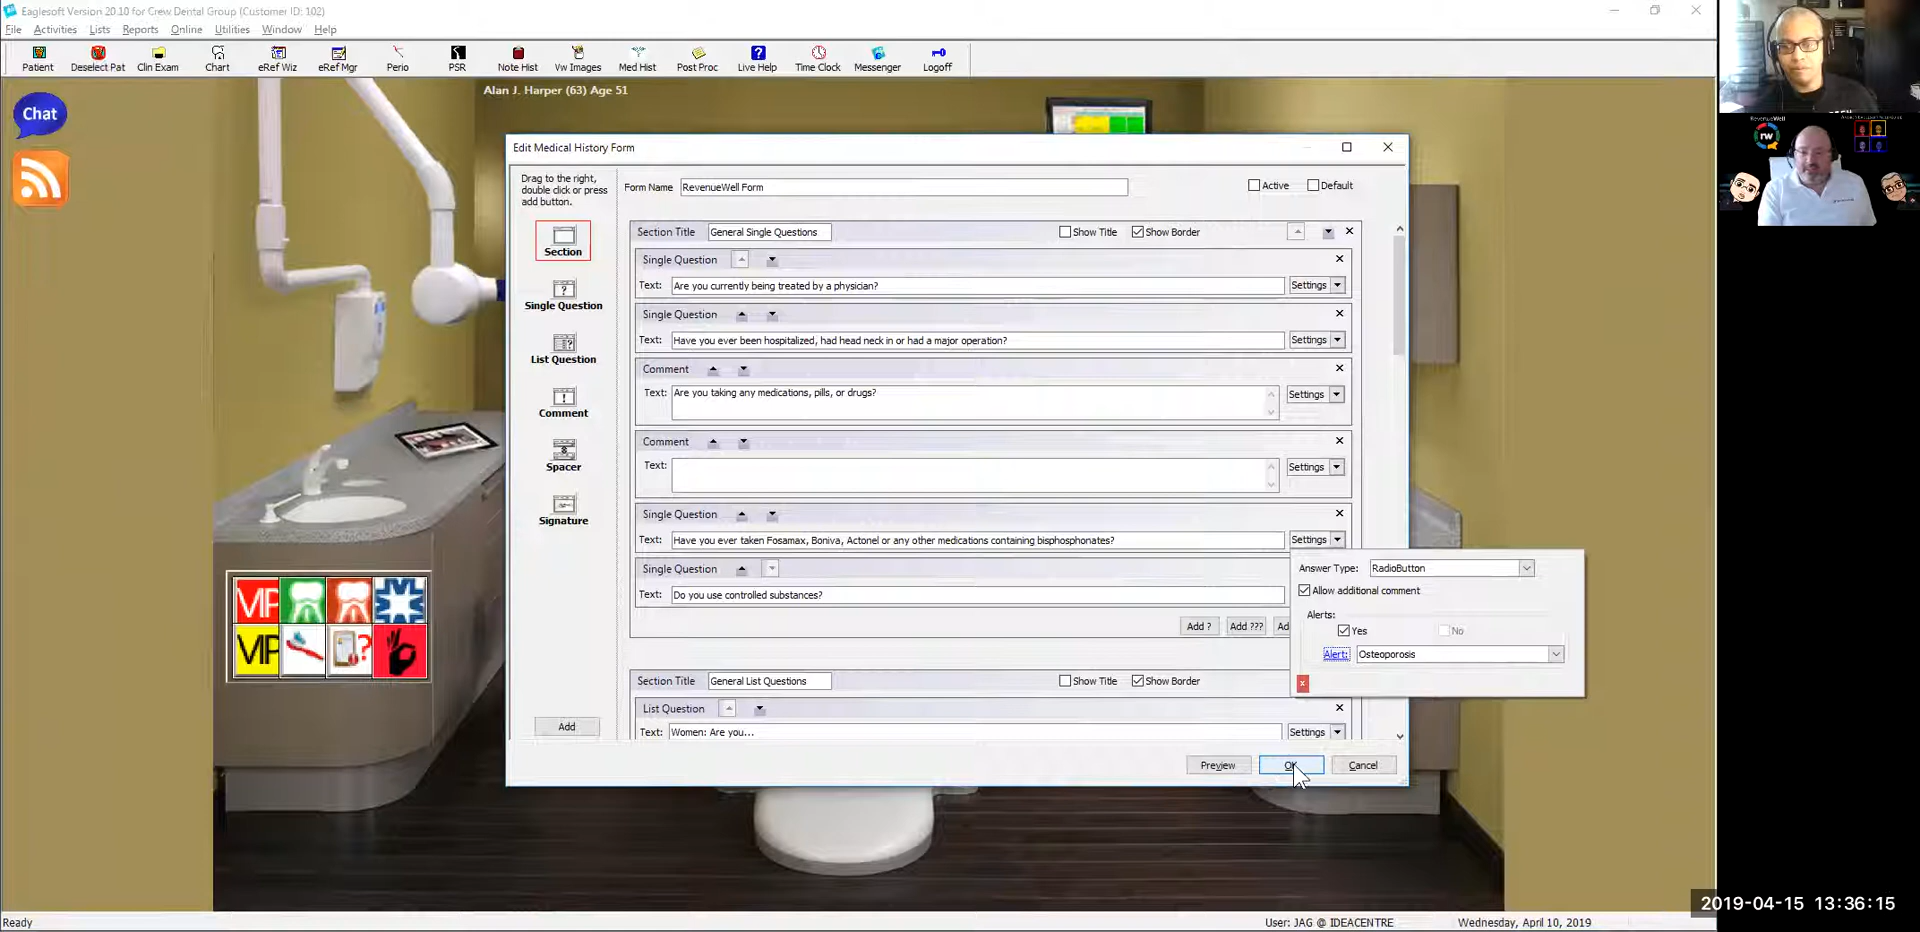 Eaglesoft Version 20.10 for Crew Dental Group (Customer ID: 102)
File Activities Lists Reports Online Utilities Window Help
Patient Deselect Pat Clin Exam Chart eRef Wiz eRef Mgr Perio PSR Note Hist Vw Images Med Hist Post Proc Live Help Time Clock Messenger Logoff
Alan J. Harper (63) Age 51
Chat
Edit Medical History Form
Drag to the right,
double click or press
add button.
Form Name RevenueWell Form Active Default
Section
Single Question
List Question
Comment
Spacer
Signature
Add
Section Title General Single Questions Show Title Show Border
Single Question
Text: Are you currently being treated by a physician? Settings
Single Question
Text: Have you ever been hospitalized, had head neck in or had a major operation? Settings
Comment
Text: Are you taking any medications, pills, or drugs? Settings
Comment
Text: Settings
Single Question
Text: Have you ever taken Fosamax, Boniva, Actonel or any other medications containing bisphosphonates? Settings
Single Question
Text: Do you use controlled substances?
Add ? Add ??? Ad
Answer Type: RadioButton
Allow additional comment
Alerts:
Yes No
Alert: Osteoporosis
x
Section Title General List Questions Show Title Show Border
List Question
Text: Women: Are you... Settings
Preview OK Cancel
VIP
VIP
RevenueWell
rw
Ready
User: JAG @ IDEACENTRE
Wednesday, April 10, 2019
2019-04-15 13:36:15